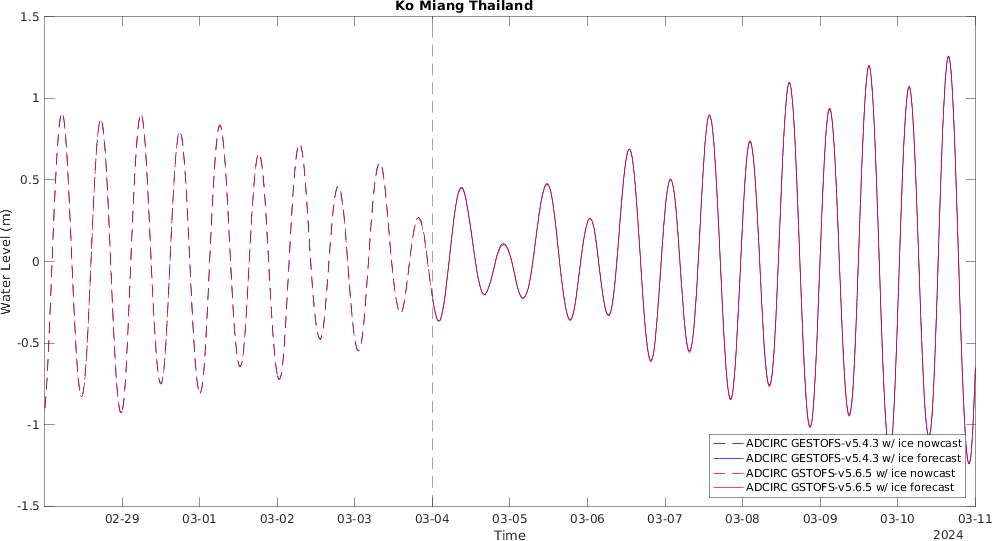 Ko Miang Thailand
1.5
1
0.5
0
-0.5
-1
-1.5
Water Level (m)
ADCIRC GESTOFS-v5.4.3 w/ ice nowcast
ADCIRC GESTOFS-v5.4.3 w/ ice forecast
ADCIRC GSTOFS-v5.6.5 w/ ice nowcast
ADCIRC GSTOFS-v5.6.5 w/ ice forecast
02-29 03-01 03-02 03-03 03-04 03-05 03-06 03-07 03-08 03-09 03-10 03-11
Time
2024